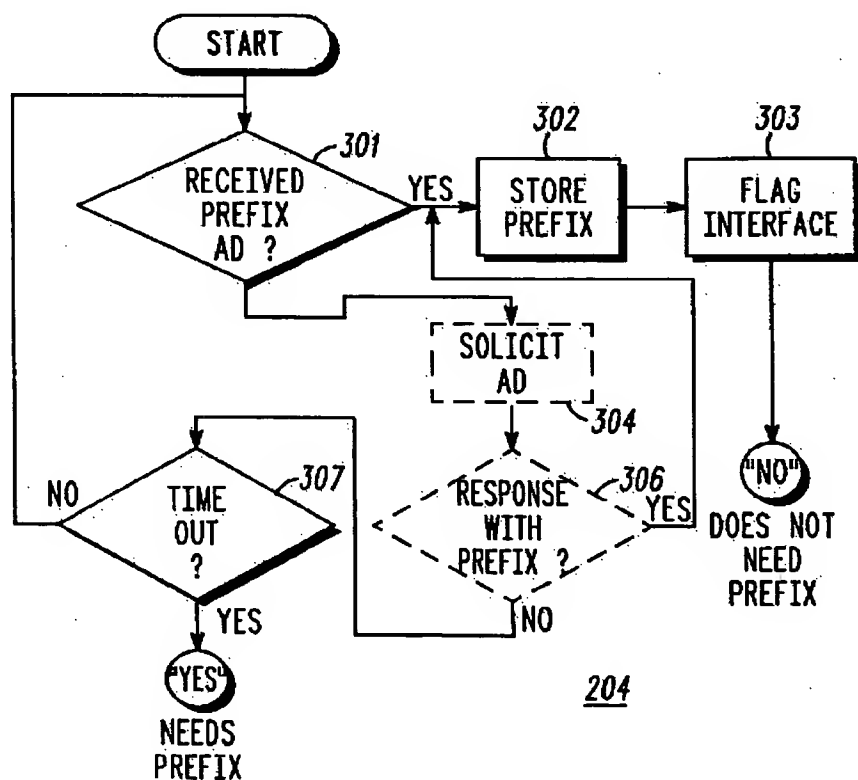 START
301
RECEIVED
PREFIX
AD ?
YES
302
STORE
PREFIX
303
FLAG
INTERFACE
SOLICIT
AD
304
307
TIME
OUT
?
NO
YES
306
RESPONSE
WITH
PREFIX ?
YES
NO
"NO"
DOES NOT
NEED
PREFIX
"YES"
NEEDS
PREFIX
204